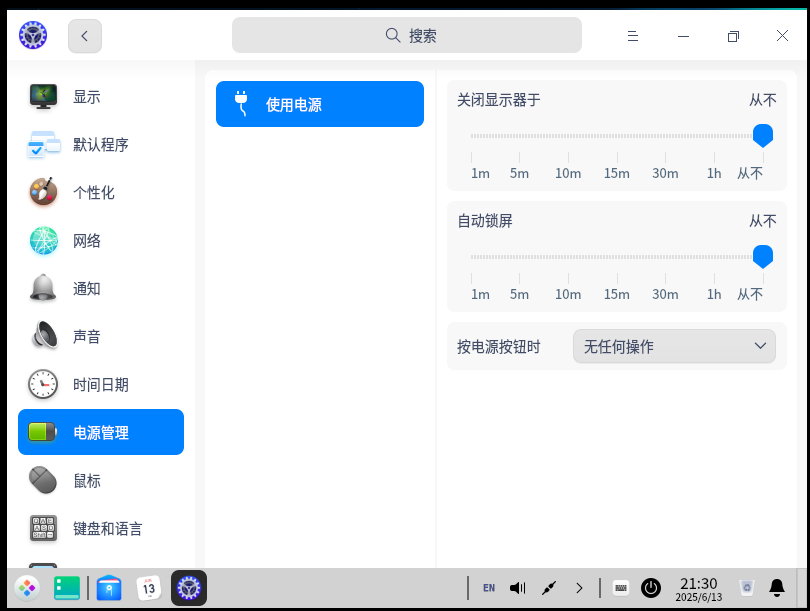 搜索
显示
默认程序
个性化
网络
通知
声音
时间日期
电源管理
鼠标
键盘和语言
使用电源
关闭显示器于 从不
1m 5m 10m 15m 30m 1h 从不
自动锁屏 从不
1m 5m 10m 15m 30m 1h 从不
按电源按钮时 无任何操作
13
EN
21:30
2025/6/13